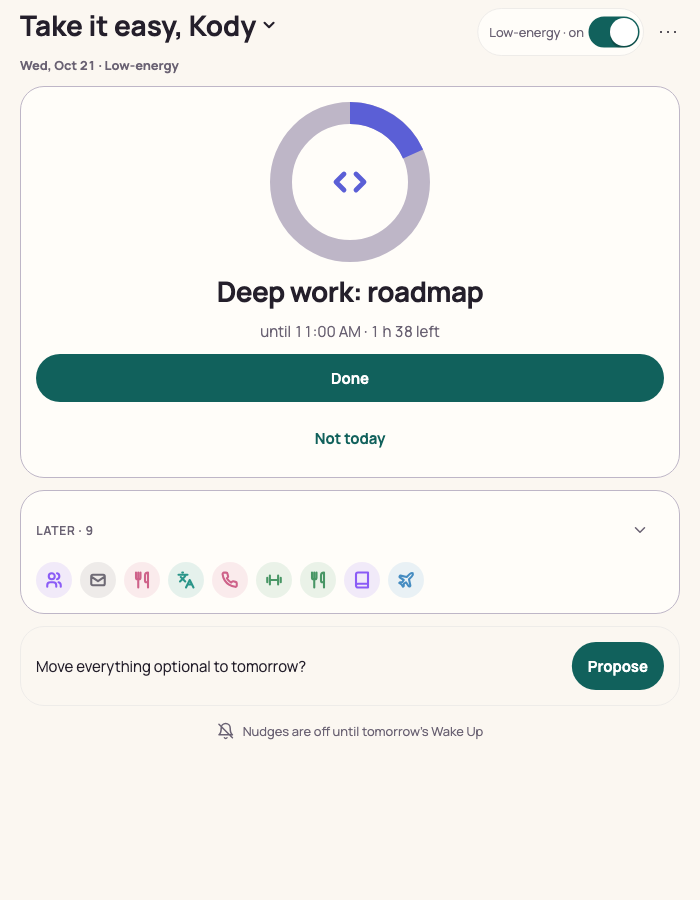 Take it easy, Kody
Low-energy · on
Wed, Oct 21 · Low-energy
Deep work: roadmap
until 11:00 AM · 1 h 38 left
Done
Not today
LATER · 9
Move everything optional to tomorrow?
Propose
Nudges are off until tomorrow's Wake Up